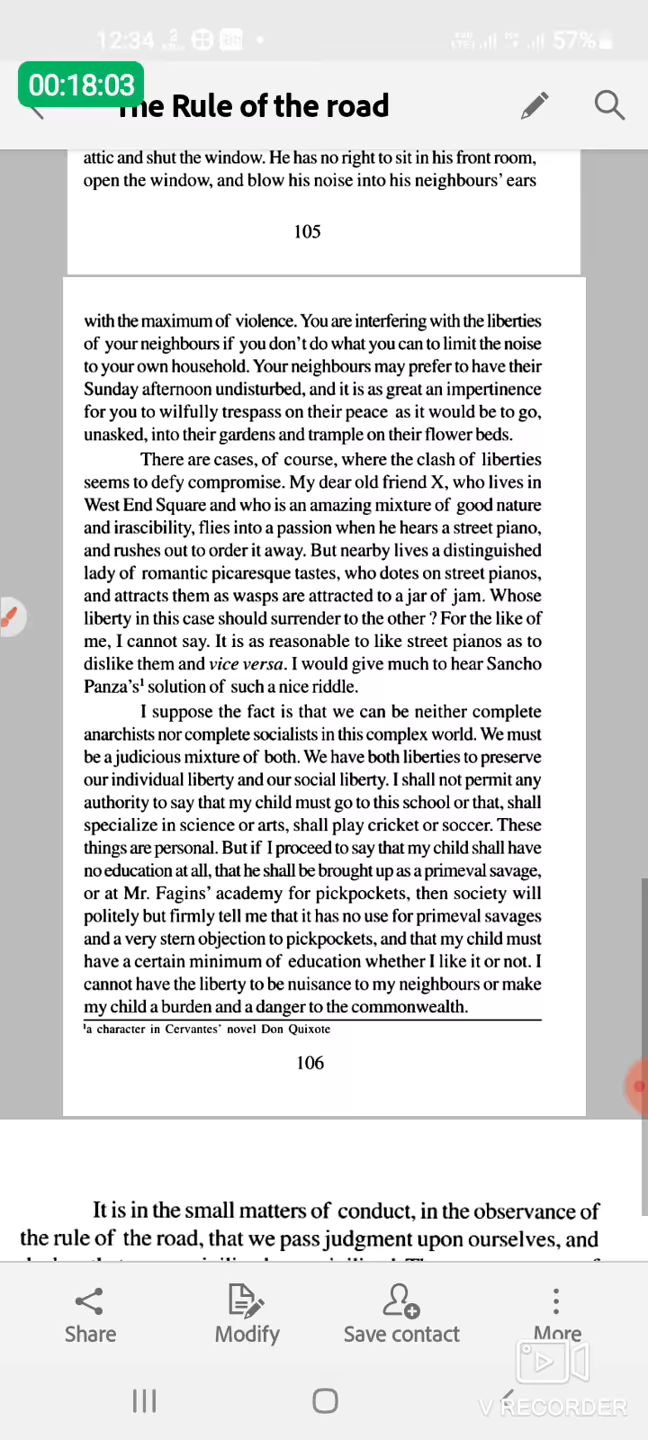 12:34
57%
00:18:03
The Rule of the road
attic and shut the window. He has no right to sit in his front room,
open the window, and blow his noise into his neighbours' ears
105
with the maximum of violence. You are interfering with the liberties
of your neighbours if you don't do what you can to limit the noise
to your own household. Your neighbours may prefer to have their
Sunday afternoon undisturbed, and it is as great an impertinence
for you to wilfully trespass on their peace as it would be to go,
unasked, into their gardens and trample on their flower beds.
There are cases, of course, where the clash of liberties
seems to defy compromise. My dear old friend X, who lives in
West End Square and who is an amazing mixture of good nature
and irascibility, flies into a passion when he hears a street piano,
and rushes out to order it away. But nearby lives a distinguished
lady of romantic picaresque tastes, who dotes on street pianos,
and attracts them as wasps are attracted to a jar of jam. Whose
liberty in this case should surrender to the other ? For the like of
me, I cannot say. It is as reasonable to like street pianos as to
dislike them and vice versa. I would give much to hear Sancho
Panza's¹ solution of such a nice riddle.
I suppose the fact is that we can be neither complete
anarchists nor complete socialists in this complex world. We must
be a judicious mixture of both. We have both liberties to preserve
our individual liberty and our social liberty. I shall not permit any
authority to say that my child must go to this school or that, shall
specialize in science or arts, shall play cricket or soccer. These
things are personal. But if I proceed to say that my child shall have
no education at all, that he shall be brought up as a primeval savage,
or at Mr. Fagins' academy for pickpockets, then society will
politely but firmly tell me that it has no use for primeval savages
and a very stern objection to pickpockets, and that my child must
have a certain minimum of education whether I like it or not. I
cannot have the liberty to be nuisance to my neighbours or make
my child a burden and a danger to the commonwealth.
¹a character in Cervantes' novel Don Quixote
106
It is in the small matters of conduct, in the observance of
the rule of the road, that we pass judgment upon ourselves, and
Share Modify Save contact More
V RECORDER